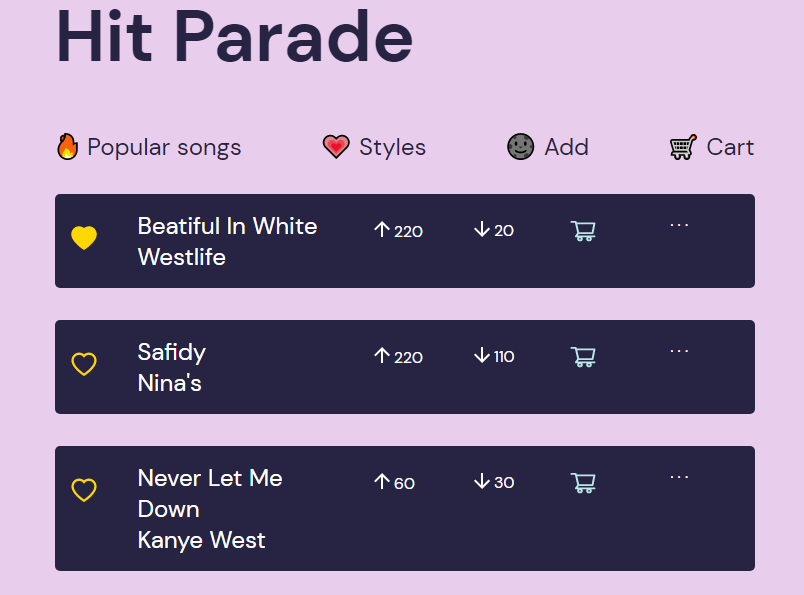 Hit Parade
Popular songs Styles Add Cart
Beatiful In White
Westlife
220 20 ...
Safidy
Nina's
220 110 ...
Never Let Me
Down
Kanye West
60 30 ...